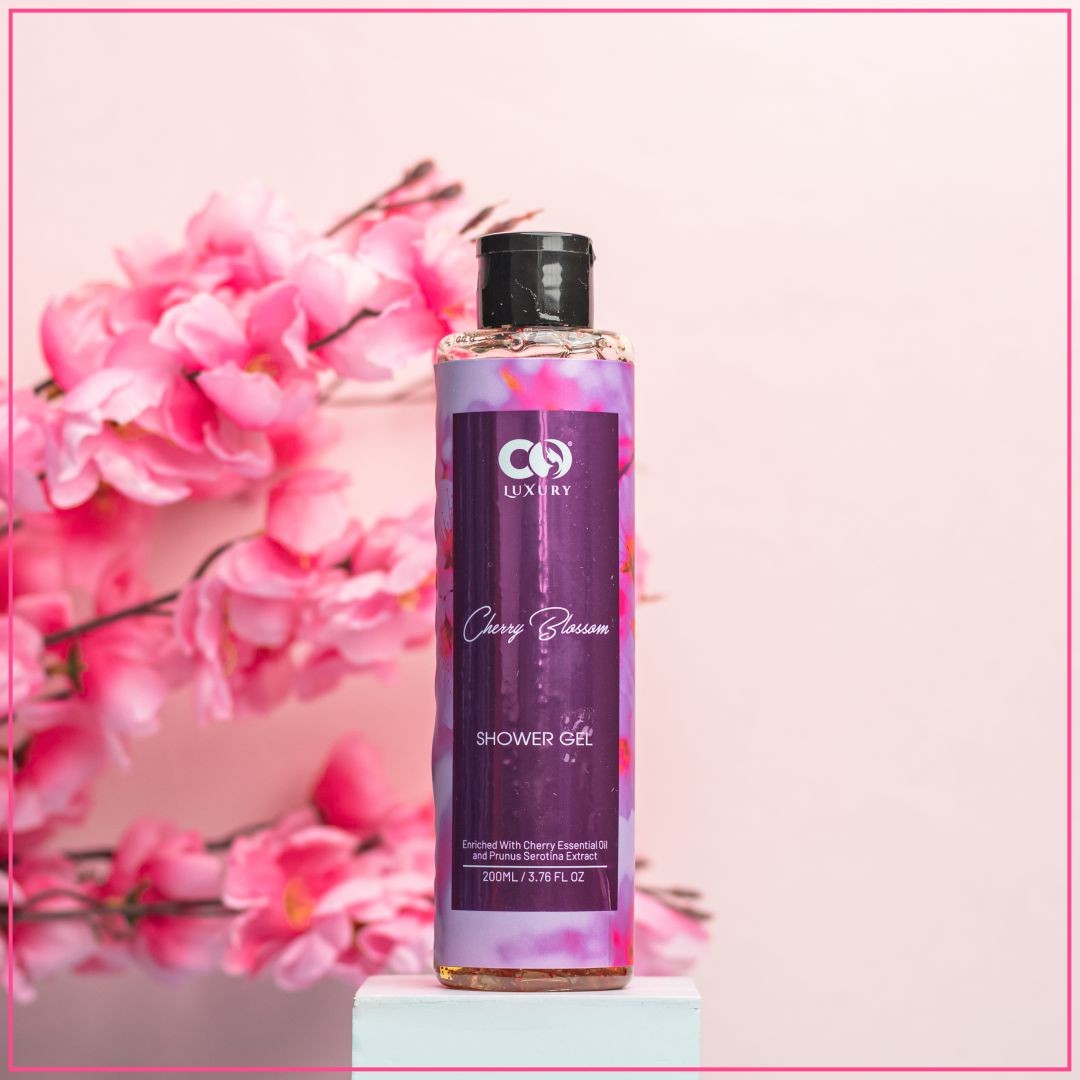 CO®
LUXURY
Cherry Blossom
SHOWER GEL
Enriched With Cherry Essential Oil
and Prunus Serotina Extract
200ML / 3.76 FL OZ